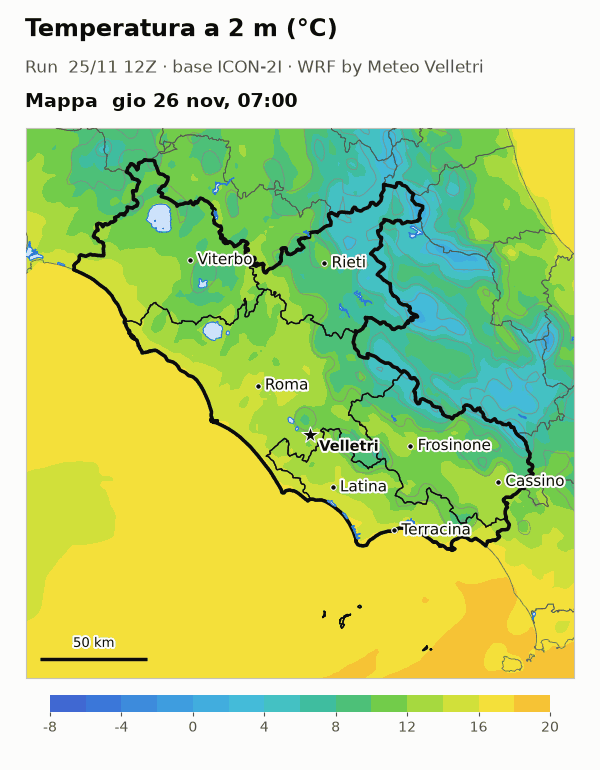 Temperatura a 2 m (°C)
Run  25/11 12Z · base ICON-2I · WRF by Meteo Velletri
Mappa  gio 26 nov, 07:00
Viterbo
Rieti
Roma
Velletri
Frosinone
Cassino
Latina
Terracina
50 km
-8 -4 0 4 8 12 16 20